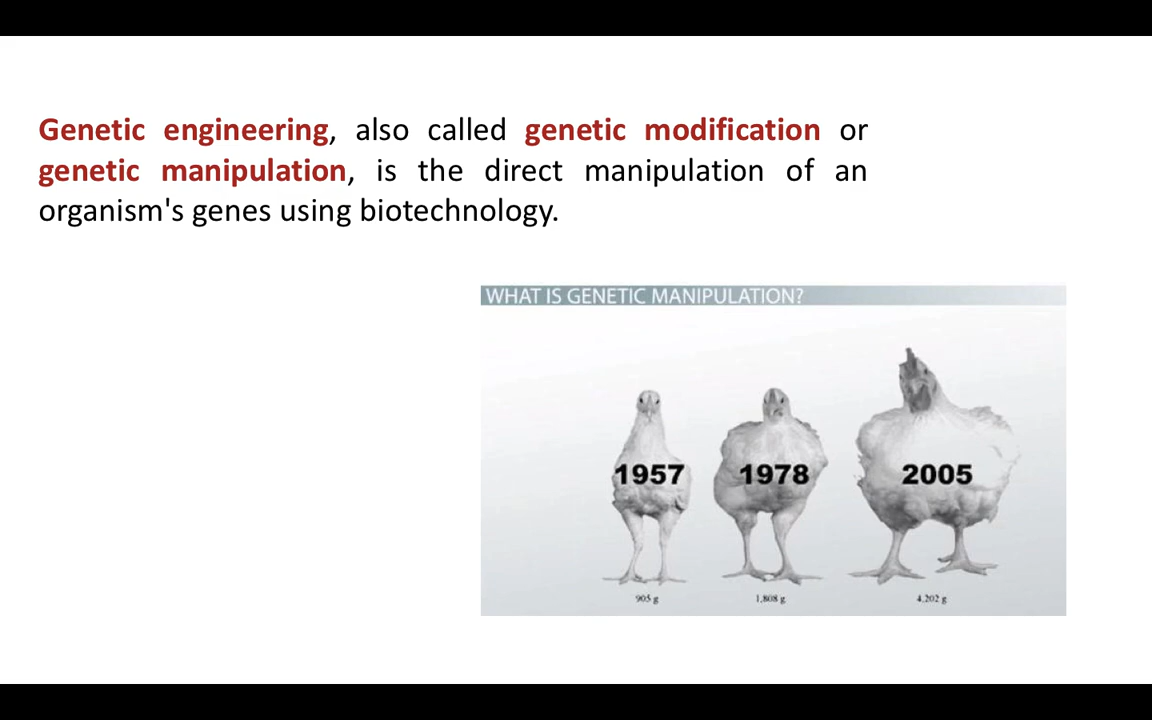 Genetic engineering, also called genetic modification or
genetic manipulation, is the direct manipulation of an
organism's genes using biotechnology.
WHAT IS GENETIC MANIPULATION?
1957
1978
2005
905 g
1,808 g
4,202 g